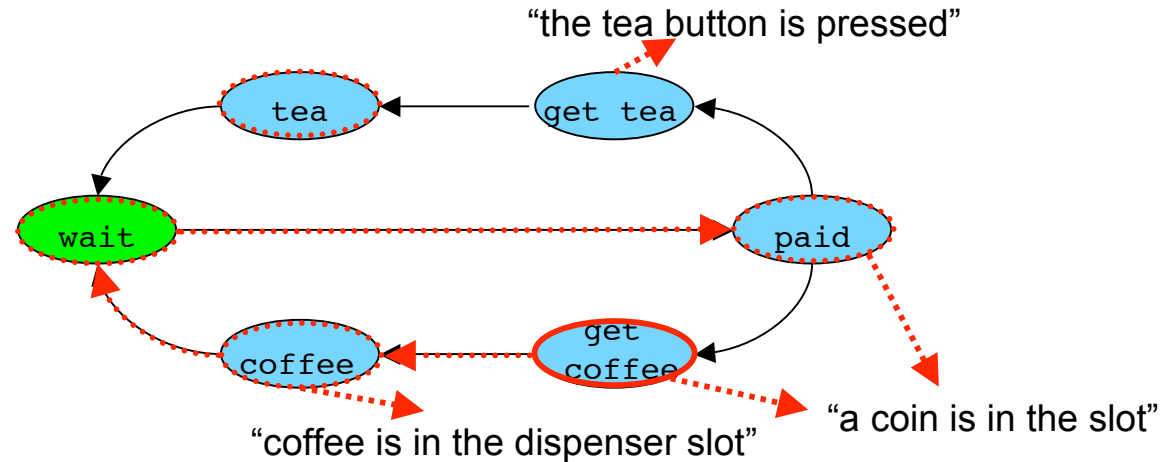 “the tea button is pressed”
tea
get tea
wait
paid
coffee
get
coffee
“coffee is in the dispenser slot”
“a coin is in the slot”